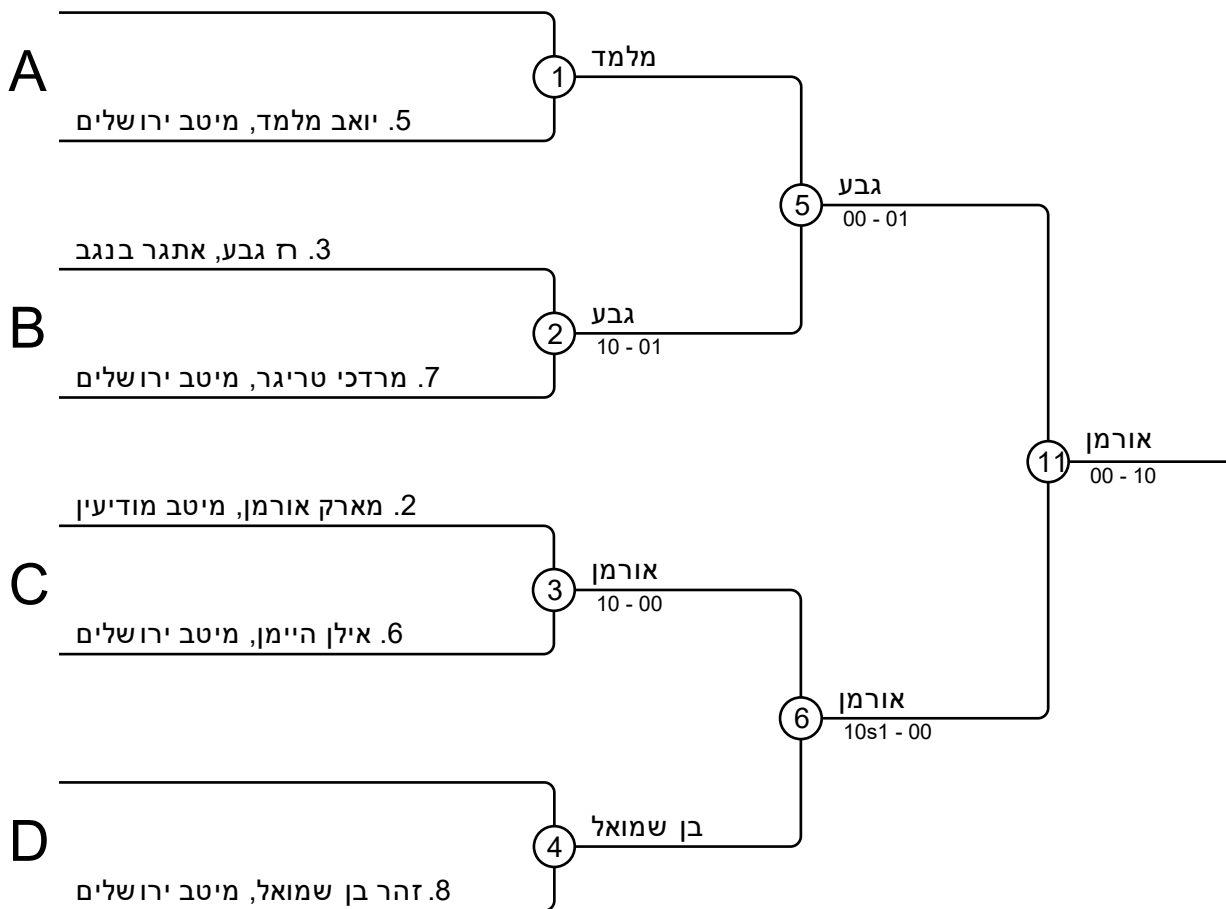 A
1
מלמד
5. יואב מלמד, מיטב ירושלים
5
גבע
00 - 01
3. רז גבע, אתגר בנגב
B
2
גבע
10 - 01
7. מרדכי טריגר, מיטב ירושלים
11
אורמן
00 - 10
2. מארק אורמן, מיטב מודיעין
C
3
אורמן
10 - 00
6. אילן היימן, מיטב ירושלים
6
אורמן
10s1 - 00
D
4
בן שמואל
8. זהר בן שמואל, מיטב ירושלים